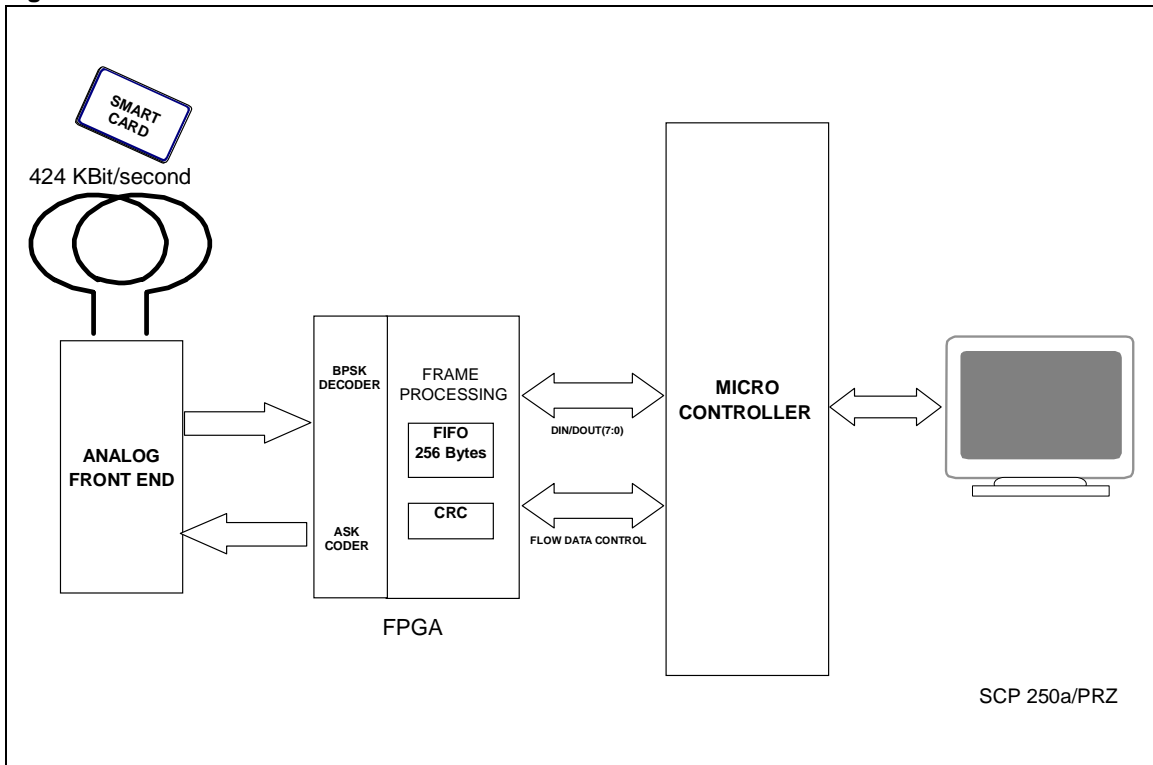 SMART
CARD
424 KBit/second
ANALOG
FRONT END
BPSK
DECODER
ASK
CODER
FRAME
PROCESSING
FIFO
256 Bytes
CRC
FPGA
DIN/DOUT(7:0)
FLOW DATA CONTROL
MICRO
CONTROLLER
SCP 250a/PRZ